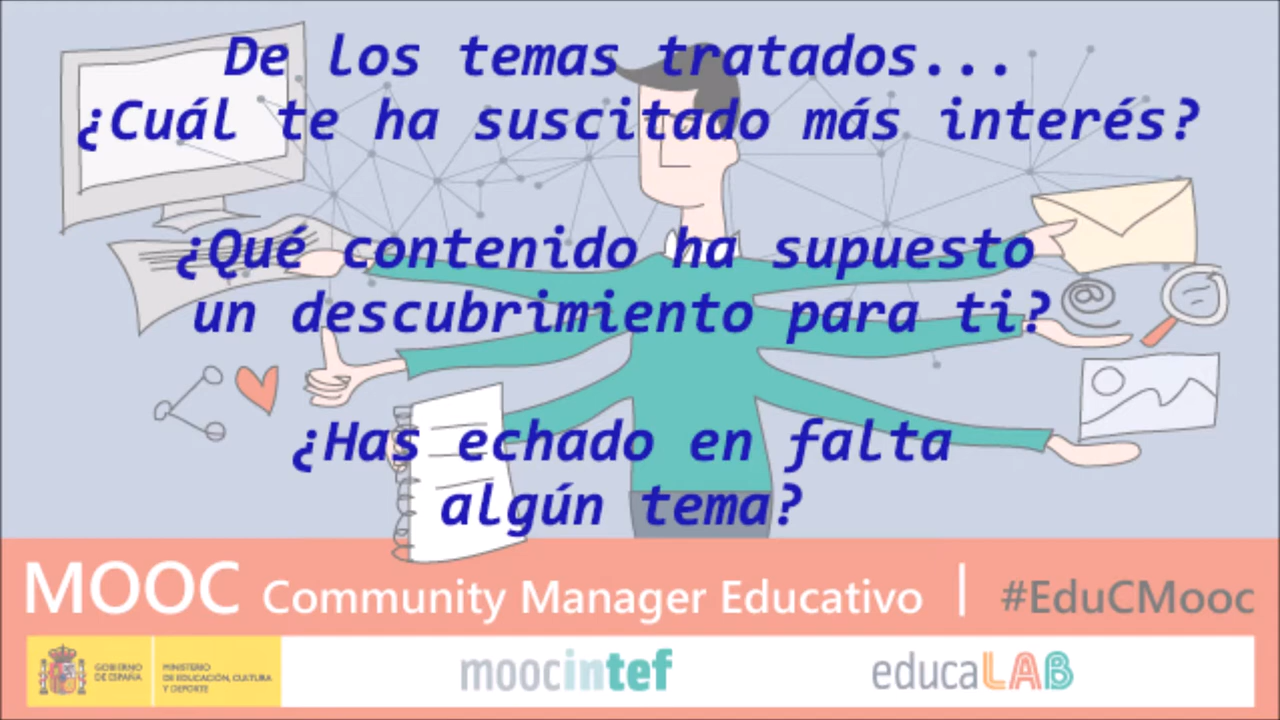 De los temas tratados...
¿Cuál te ha suscitado más interés?
¿Qué contenido ha supuesto
un descubrimiento para ti?
¿Has echado en falta
algún tema?
MOOC Community Manager Educativo | #EduCMooc
GOBIERNO
DE ESPAÑA
MINISTERIO
DE EDUCACIÓN, CULTURA
Y DEPORTE
moocintef
educaLAB
@